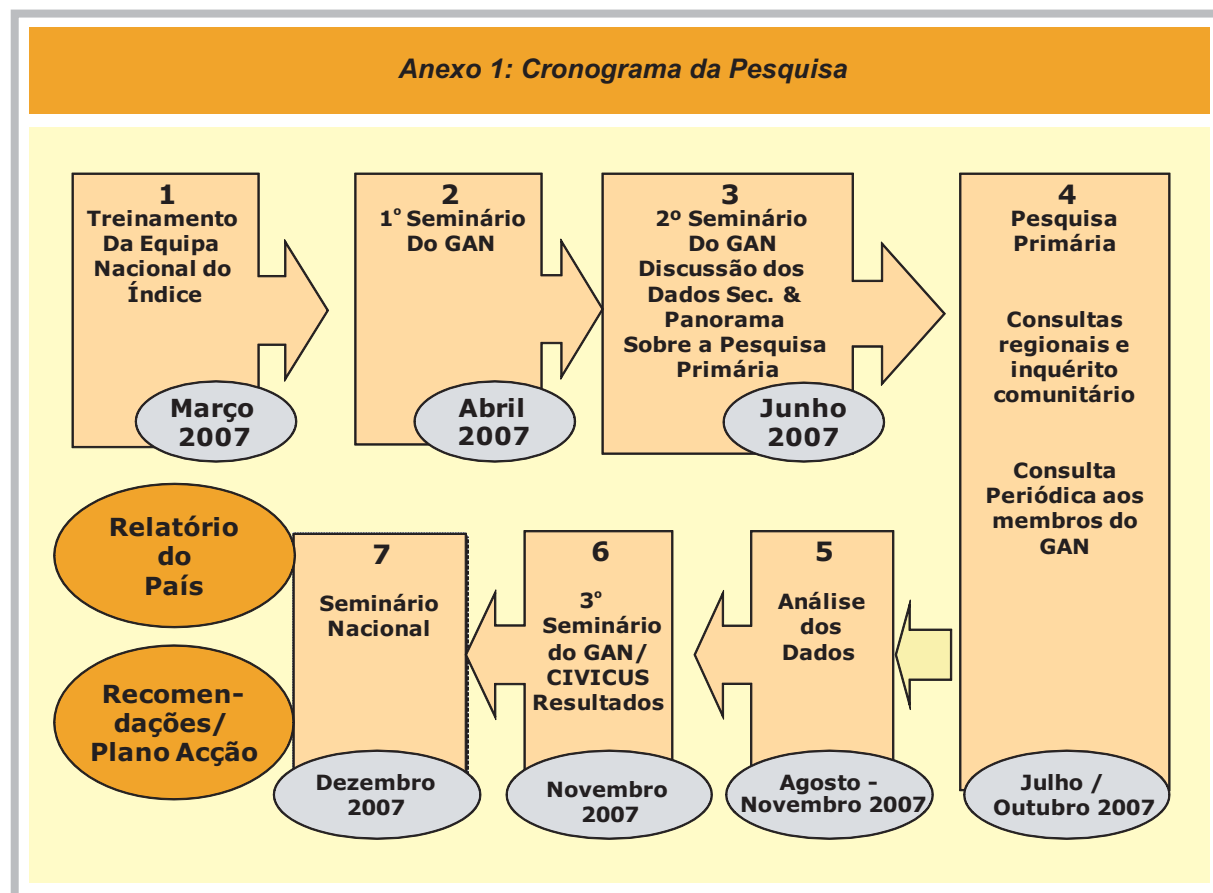 Anexo 1: Cronograma da Pesquisa
1
Treinamento
Da Equipa
Nacional do
Índice
Março
2007
2
1º Seminário
Do GAN
Abril
2007
3
2º Seminário
Do GAN
Discussão dos
Dados Sec. &
Panorama
Sobre a Pesquisa
Primária
Junho
2007
4
Pesquisa
Primária
Consultas
regionais e
inquérito
comunitário
Consulta
Periódica aos
membros do
GAN
Julho /
Outubro 2007
5
Análise
dos
Dados
Agosto -
Novembro 2007
6
3º
Seminário
do GAN/
CIVICUS
Resultados
Novembro
2007
7
Seminário
Nacional
Dezembro
2007
Relatório
do
País
Recomen-
dações/
Plano Acção